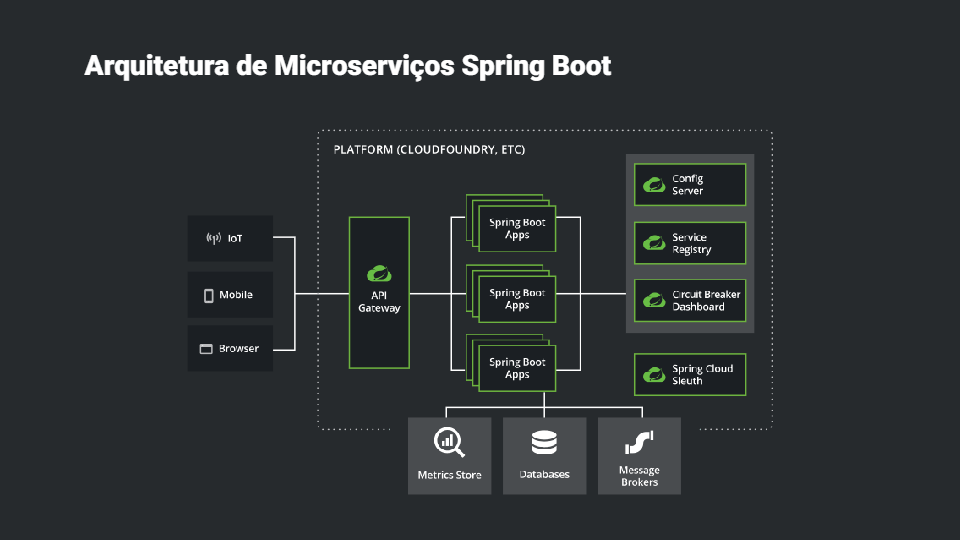 Arquitetura de Microserviços Spring Boot
PLATFORM (CLOUDFOUNDRY, ETC)
IoT
Mobile
Browser
API
Gateway
Spring Boot
Apps
Spring Boot
Apps
Spring Boot
Apps
Config
Server
Service
Registry
Circuit Breaker
Dashboard
Spring Cloud
Sleuth
Metrics Store
Databases
Message
Brokers